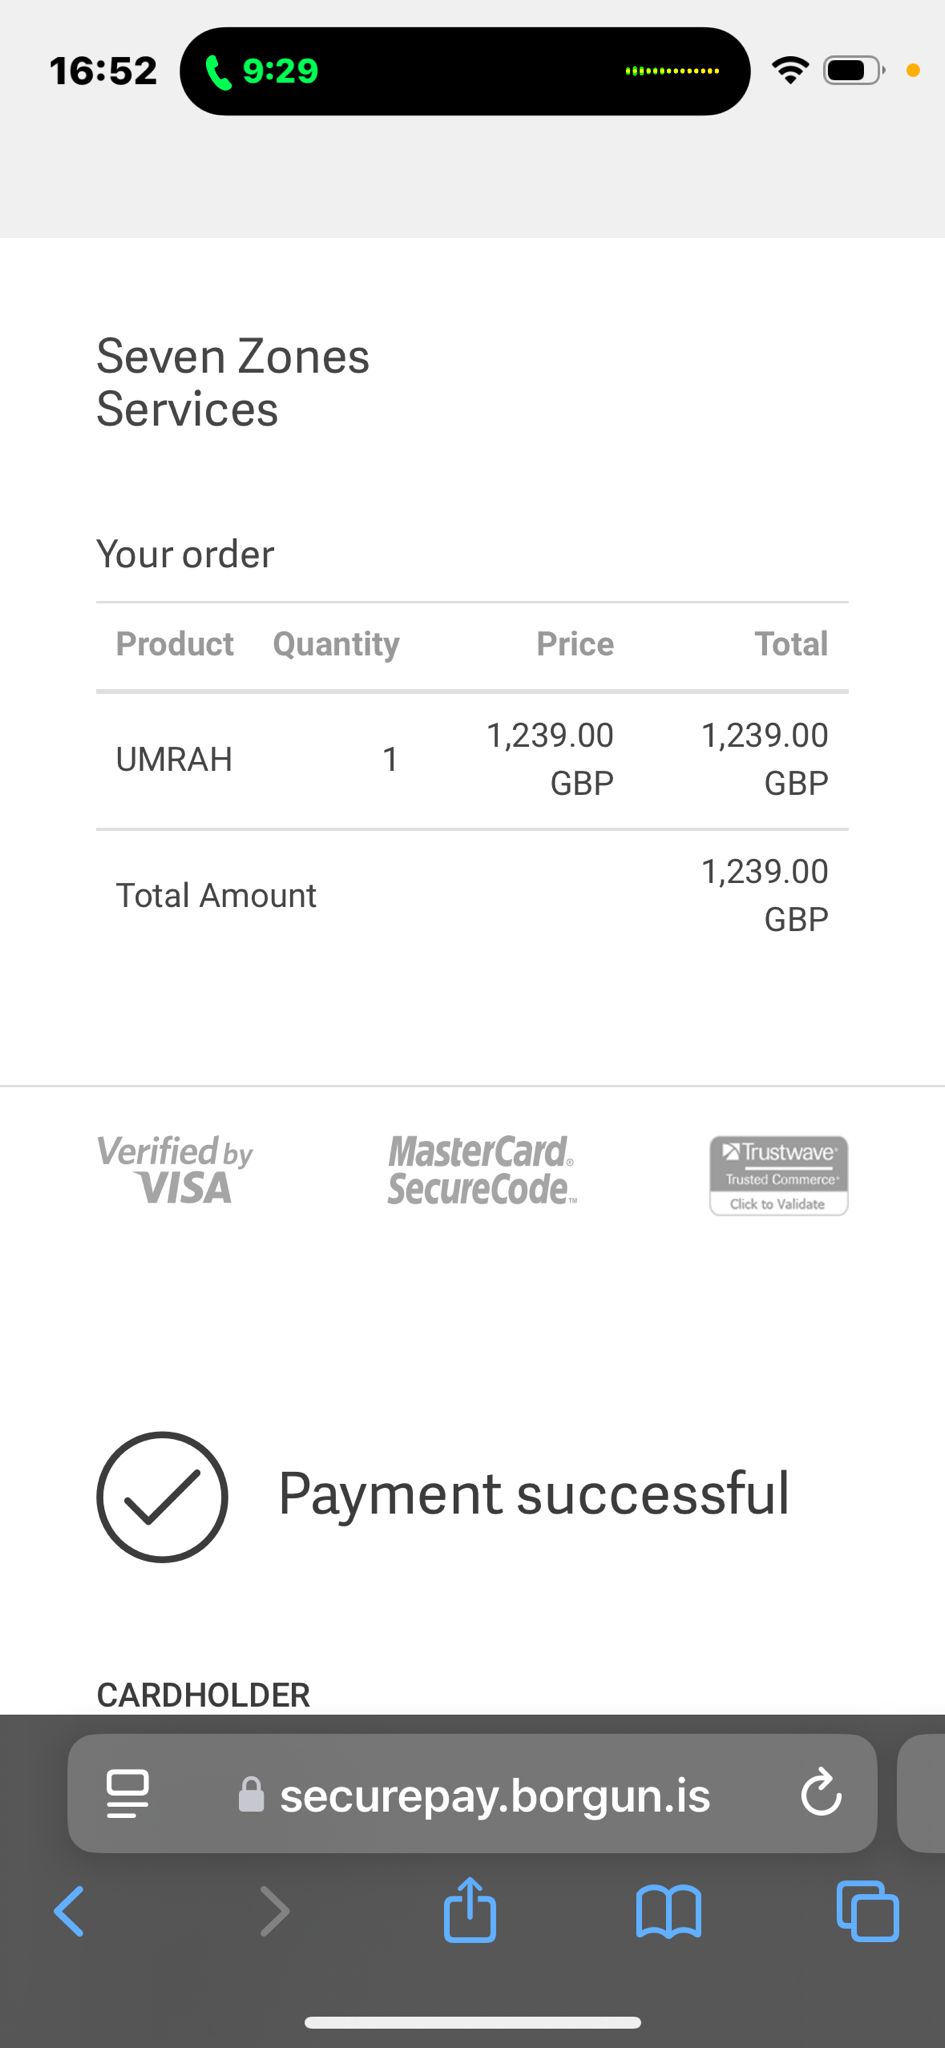 16:52
9:29
Seven Zones
Services
Your order
Product Quantity Price Total
UMRAH 1 1,239.00 GBP 1,239.00 GBP
Total Amount 1,239.00 GBP
Verified by VISA
MasterCard® SecureCode™
Trustwave®
Trusted Commerce®
Click to Validate
Payment successful
CARDHOLDER
securepay.borgun.is